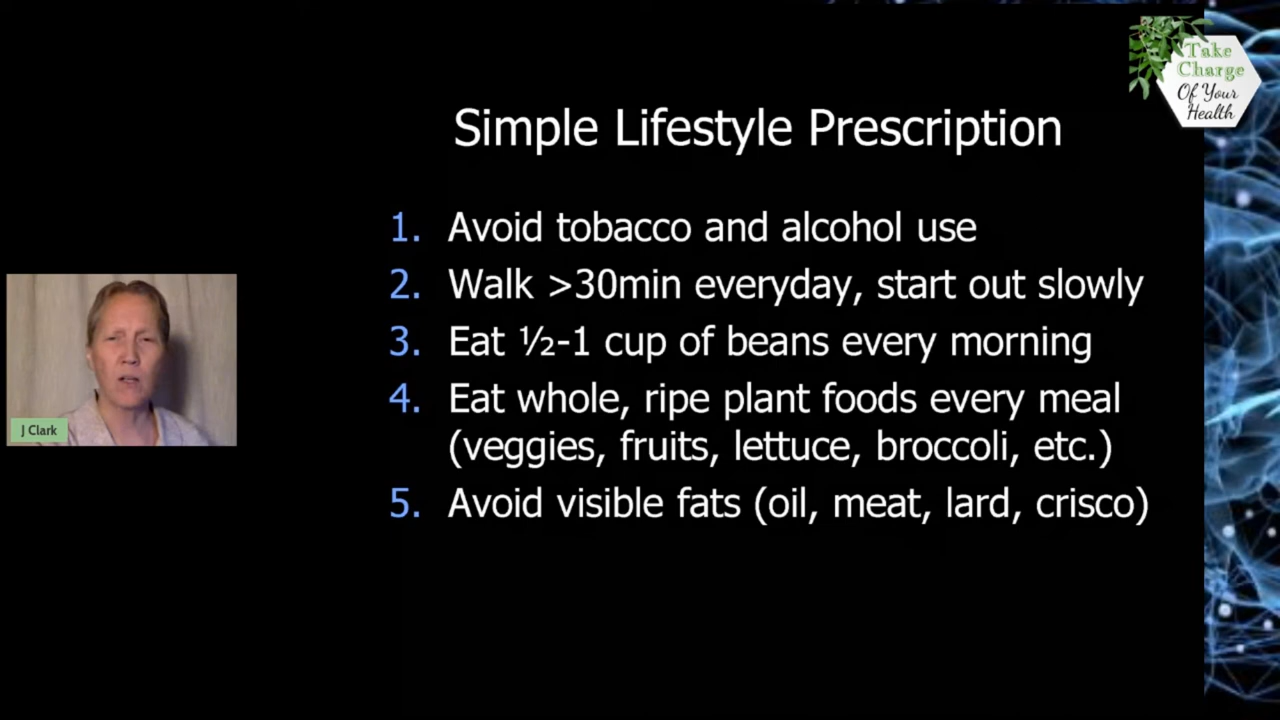 Take
Charge
Of Your
Health
Simple Lifestyle Prescription
1. Avoid tobacco and alcohol use
2. Walk >30min everyday, start out slowly
3. Eat ½-1 cup of beans every morning
4. Eat whole, ripe plant foods every meal
(veggies, fruits, lettuce, broccoli, etc.)
5. Avoid visible fats (oil, meat, lard, crisco)
J Clark